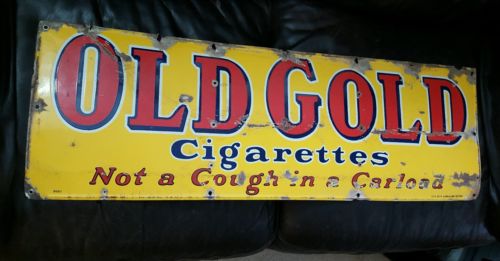 OLD GOLD
Cigarettes
Not a Cough in a Carload